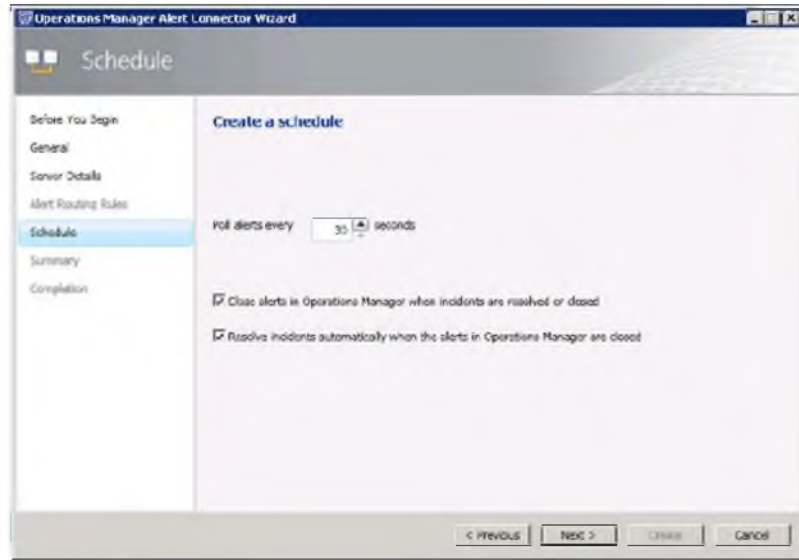 Operations Manager Alert Connector Wizard
Schedule
Before You Begin
General
Server Details
Alert Routing Rules
Schedule
Summary
Completion
Create a schedule
Poll alerts every 30 seconds
Close alerts in Operations Manager when incidents are resolved or closed
Resolve incidents automatically when the alerts in Operations Manager are closed
< Previous
Next >
Create
Cancel